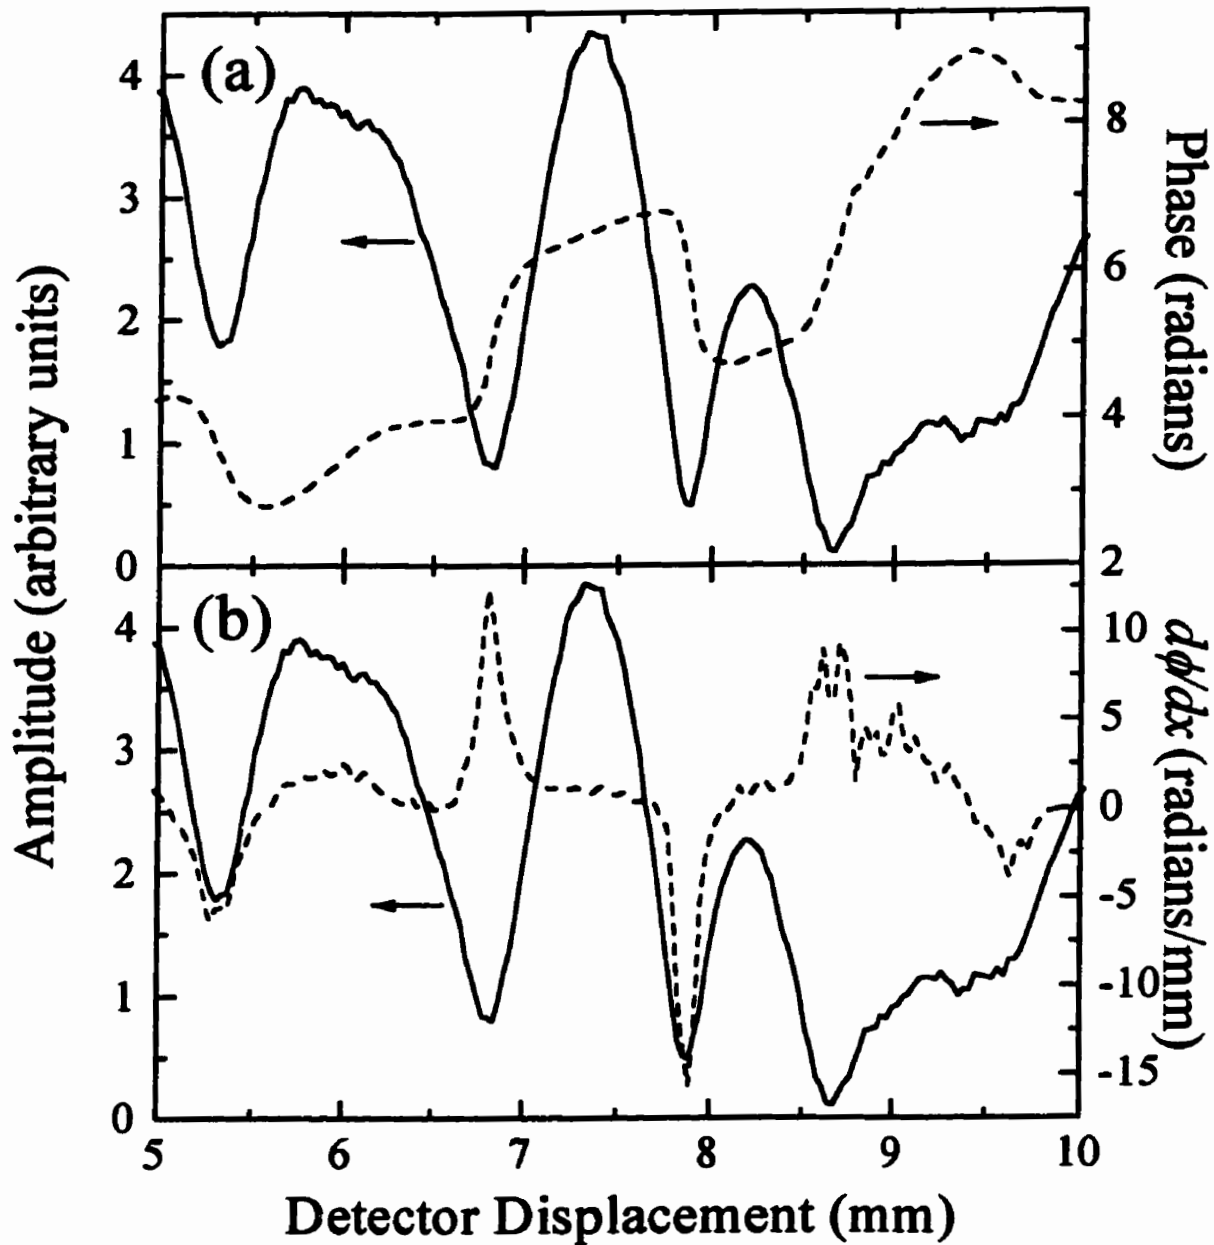 (a)
4
3
2
1
0
8
6
4
2
Phase (radians)
Amplitude (arbitrary units)
(b)
4
3
2
1
0
10
5
0
-5
-10
-15
dϕ/dx (radians/mm)
5 6 7 8 9 10
Detector Displacement (mm)